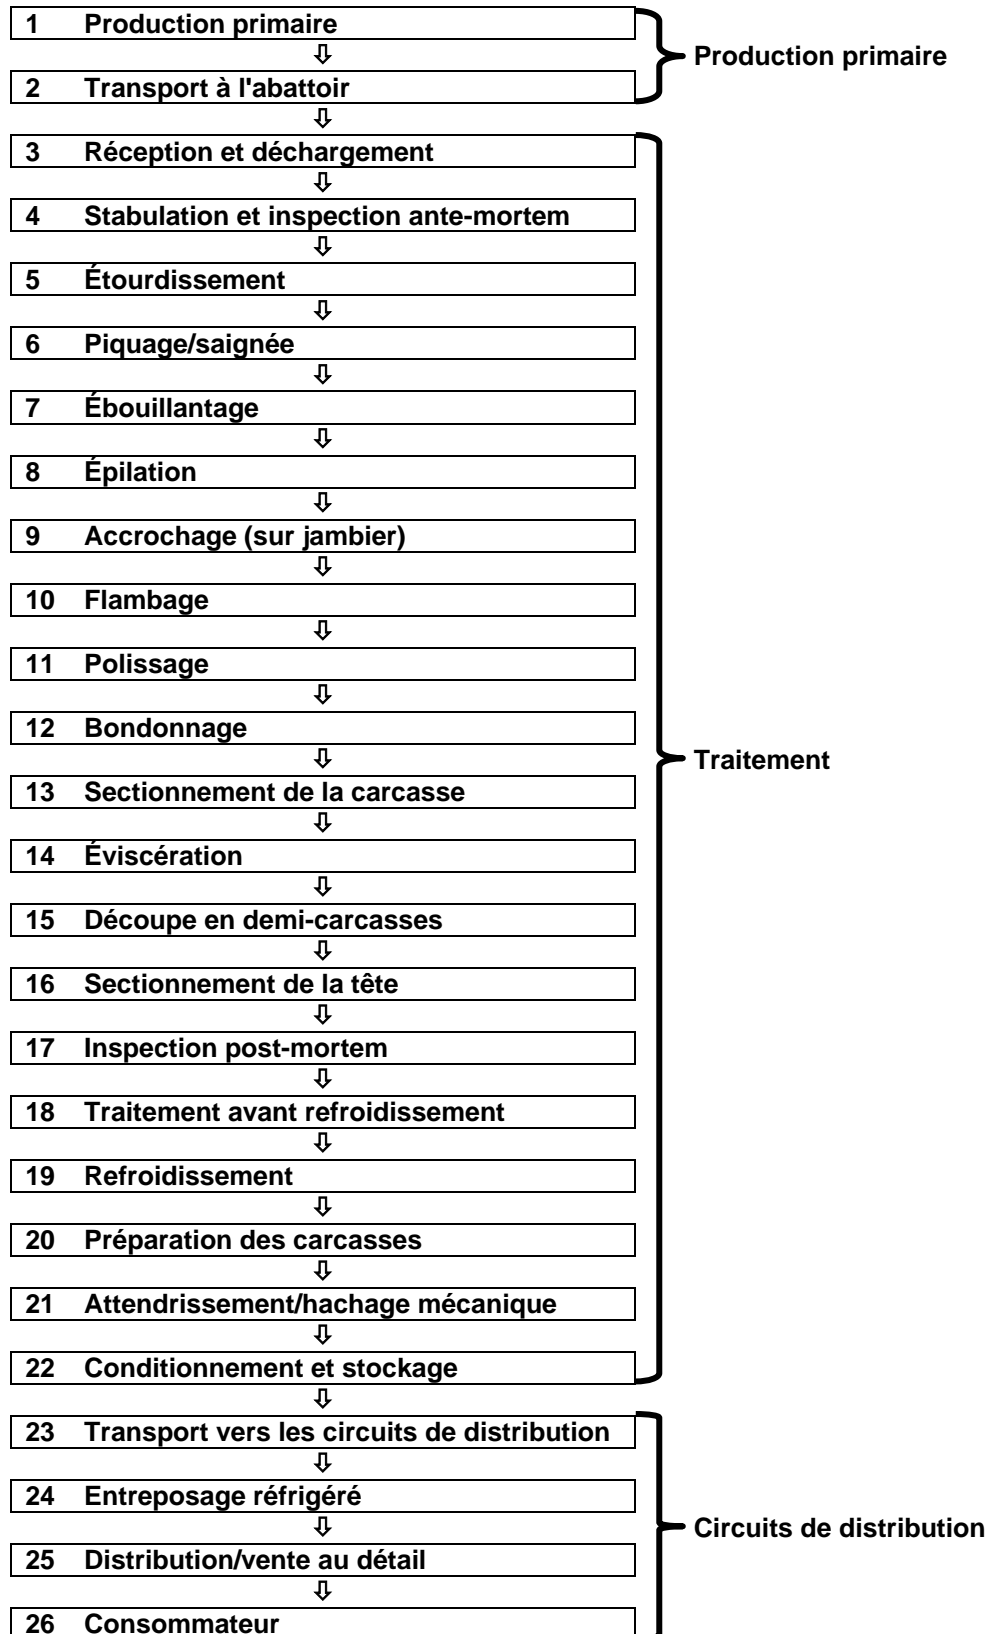 1 Production primaire
Production primaire
2 Transport à l'abattoir
3 Réception et déchargement
4 Stabulation et inspection ante-mortem
5 Étourdissement
6 Piquage/saignée
7 Ébouillantage
8 Épilation
9 Accrochage (sur jambier)
10 Flambage
11 Polissage
12 Bondonnage
Traitement
13 Sectionnement de la carcasse
14 Éviscération
15 Découpe en demi-carcasses
16 Sectionnement de la tête
17 Inspection post-mortem
18 Traitement avant refroidissement
19 Refroidissement
20 Préparation des carcasses
21 Attendrissement/hachage mécanique
22 Conditionnement et stockage
23 Transport vers les circuits de distribution
24 Entreposage réfrigéré
Circuits de distribution
25 Distribution/vente au détail
26 Consommateur